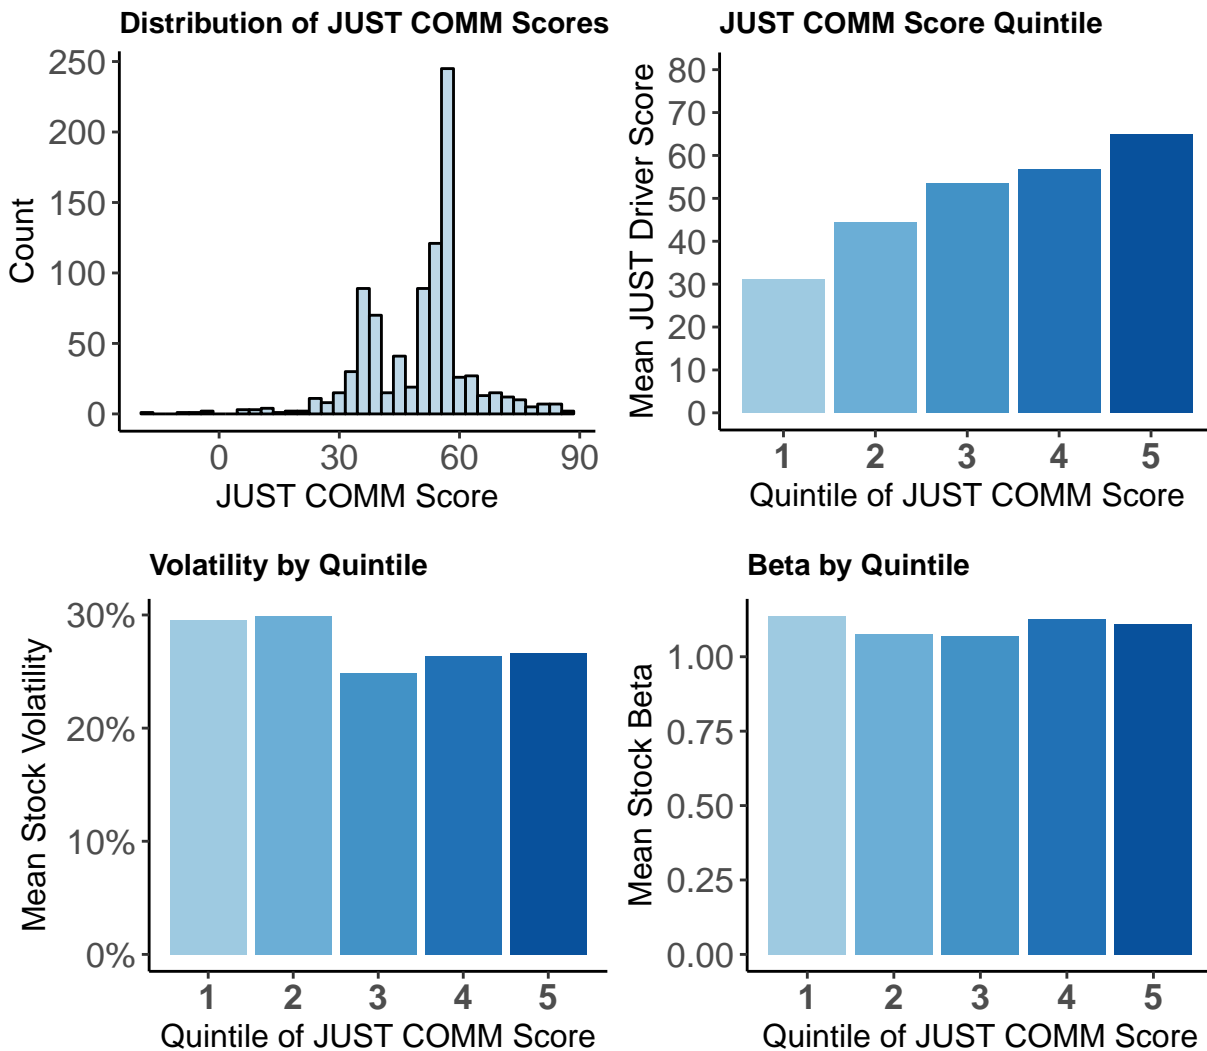 Distribution of JUST COMM Scores
250
200
150
100
50
0
Count
0 30 60 90
JUST COMM Score
JUST COMM Score Quintile
80
70
60
50
40
30
20
10
0
Mean JUST Driver Score
1 2 3 4 5
Quintile of JUST COMM Score
Volatility by Quintile
30%
20%
10%
0%
Mean Stock Volatility
1 2 3 4 5
Quintile of JUST COMM Score
Beta by Quintile
1.00
0.75
0.50
0.25
0.00
Mean Stock Beta
1 2 3 4 5
Quintile of JUST COMM Score